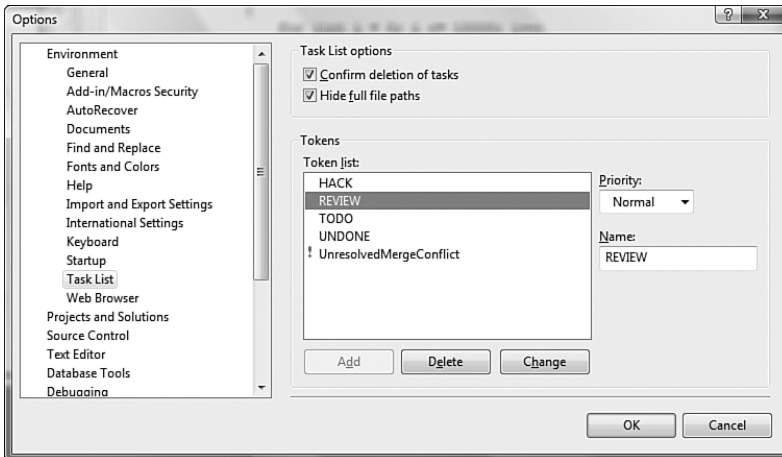 Options
Environment
General
Add-in/Macros Security
AutoRecover
Documents
Find and Replace
Fonts and Colors
Help
Import and Export Settings
International Settings
Keyboard
Startup
Task List
Web Browser
Projects and Solutions
Source Control
Text Editor
Database Tools
Debugging
Task List options
Confirm deletion of tasks
Hide full file paths
Tokens
Token list:
HACK
REVIEW
TODO
UNDONE
! UnresolvedMergeConflict
Priority:
Normal
Name:
REVIEW
Add
Delete
Change
OK
Cancel